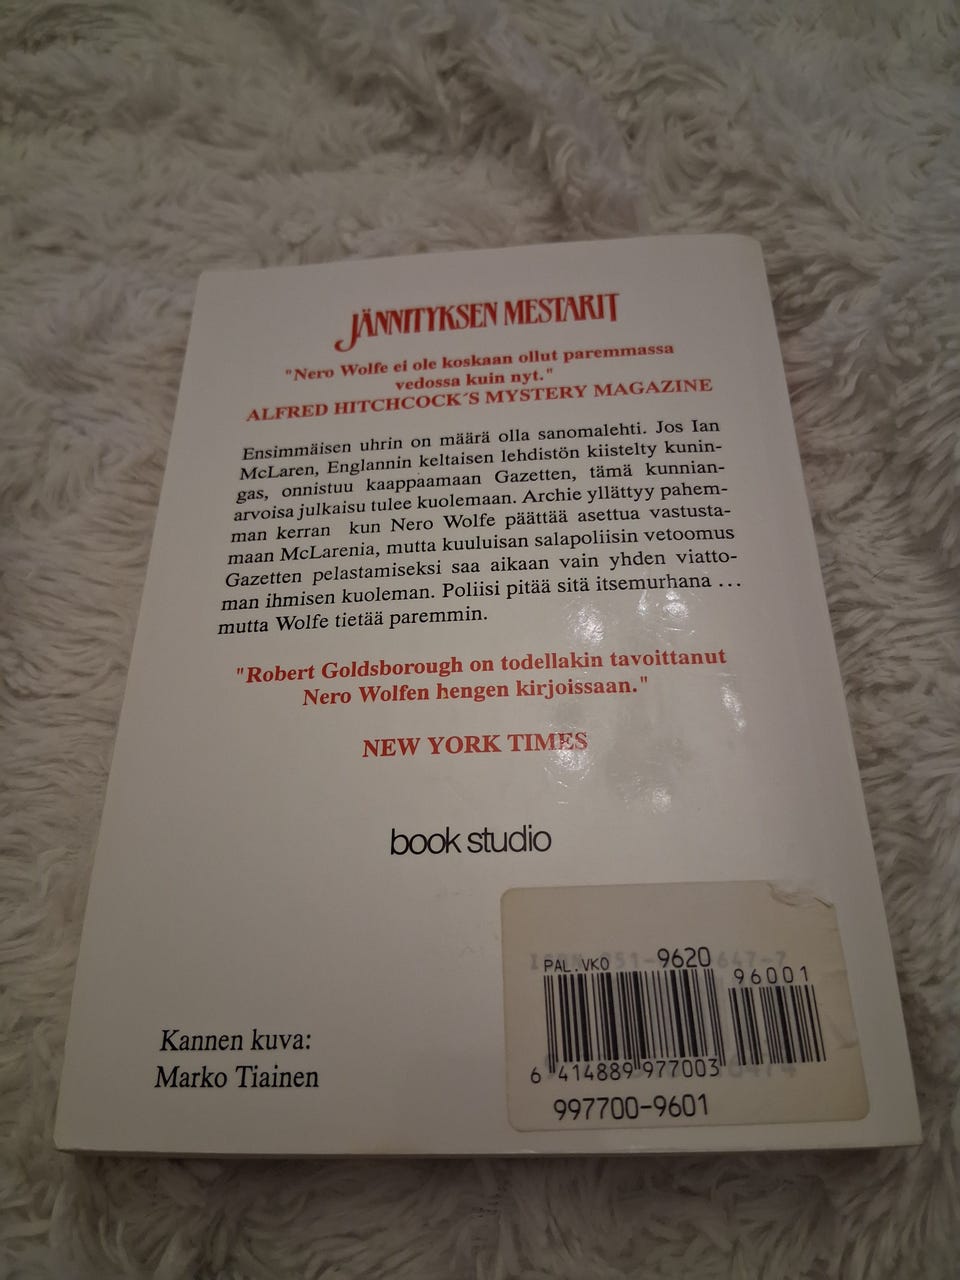 JÄNNITYKSEN MESTARIT
"Nero Wolfe ei ole koskaan ollut paremmassa
vedossa kuin nyt."
ALFRED HITCHCOCK´S MYSTERY MAGAZINE
Ensimmäisen uhrin on määrä olla sanomalehti. Jos Ian
McLaren, Englannin keltaisen lehdistön kiistelty kunin-
gas, onnistuu kaappaamaan Gazetten, tämä kunnian-
arvoisa julkaisu tulee kuolemaan. Archie yllättyy pahem-
man kerran kun Nero Wolfe päättää asettua vastusta-
maan McLarenia, mutta kuuluisan salapoliisin vetoomus
Gazetten pelastamiseksi saa aikaan vain yhden viatto-
man ihmisen kuoleman. Poliisi pitää sitä itsemurhana ...
mutta Wolfe tietää paremmin.
"Robert Goldsborough on todellakin tavoittanut
Nero Wolfen hengen kirjoissaan."
NEW YORK TIMES
book studio
PAL.VKO 9620
96001
6 414889 977003
997700-9601
Kannen kuva:
Marko Tiainen